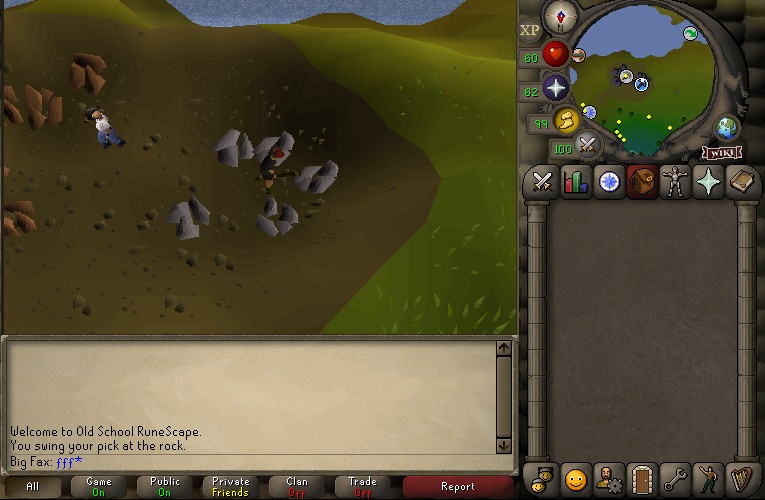 XP
N
60
62
99
100
WIKI
Welcome to Old School RuneScape.
You swing your pick at the rock.
Big Fax: fff*
All
Game
On
Public
On
Private
Friends
Clan
Off
Trade
Off
Report